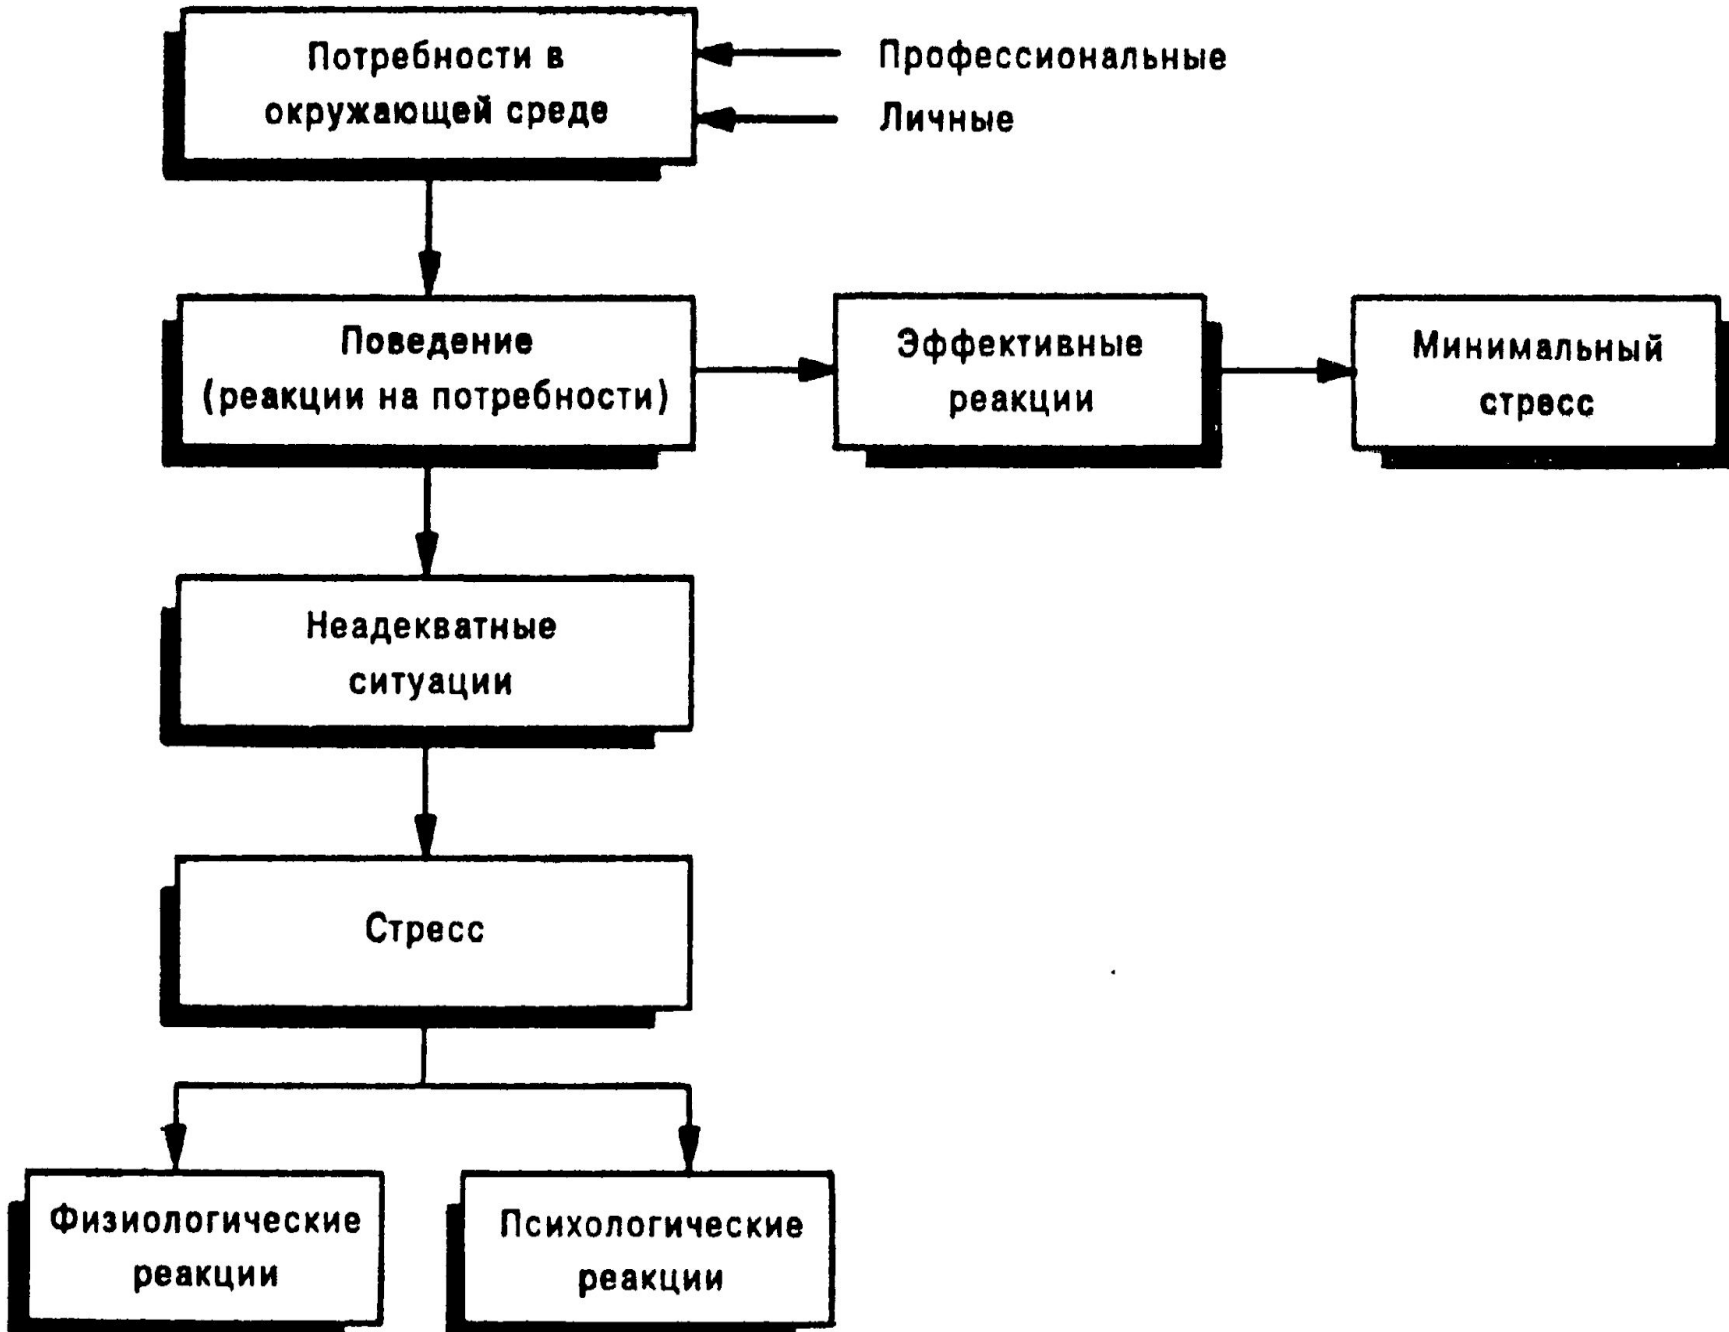 Потребности в
окружающей среде
Профессиональные
Личные
Поведение
(реакции на потребности)
Эффективные
реакции
Минимальный
стресс
Неадекватные
ситуации
Стресс
Физиологические
реакции
Психологические
реакции